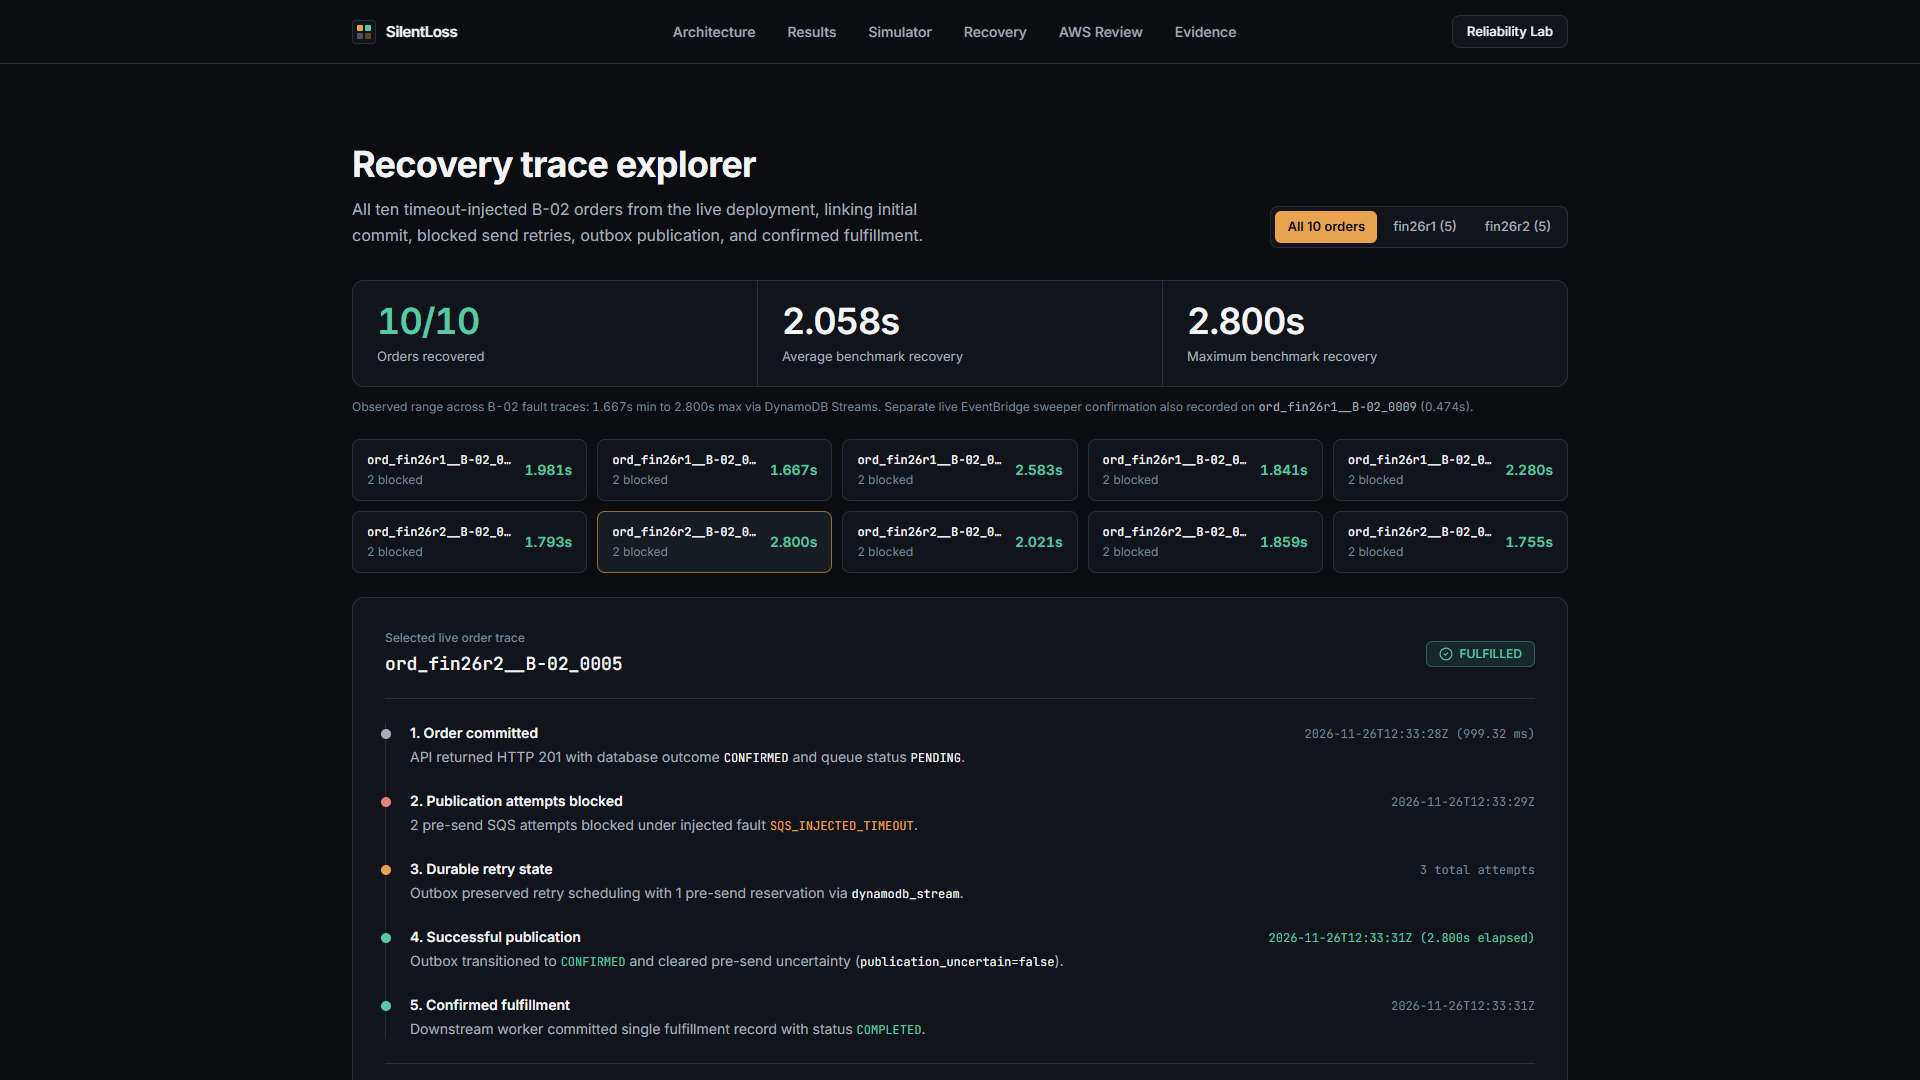 SilentLoss
Architecture
Results
Simulator
Recovery
AWS Review
Evidence
Reliability Lab
Recovery trace explorer
All ten timeout-injected B-02 orders from the live deployment, linking initial
commit, blocked send retries, outbox publication, and confirmed fulfillment.
All 10 orders
fin26r1 (5)
fin26r2 (5)
10/10
Orders recovered
2.058s
Average benchmark recovery
2.800s
Maximum benchmark recovery
Observed range across B-02 fault traces: 1.667s min to 2.800s max via DynamoDB Streams. Separate live EventBridge sweeper confirmation also recorded on ord_fin26r1__B-02_0009 (0.474s).
ord_fin26r1__B-02_0…
2 blocked
1.981s
ord_fin26r1__B-02_0…
2 blocked
1.667s
ord_fin26r1__B-02_0…
2 blocked
2.583s
ord_fin26r1__B-02_0…
2 blocked
1.841s
ord_fin26r1__B-02_0…
2 blocked
2.280s
ord_fin26r2__B-02_0…
2 blocked
1.793s
ord_fin26r2__B-02_0…
2 blocked
2.800s
ord_fin26r2__B-02_0…
2 blocked
2.021s
ord_fin26r2__B-02_0…
2 blocked
1.859s
ord_fin26r2__B-02_0…
2 blocked
1.755s
Selected live order trace
ord_fin26r2__B-02_0005
FULFILLED
1. Order committed
2026-11-26T12:33:28Z (999.32 ms)
API returned HTTP 201 with database outcome CONFIRMED and queue status PENDING.
2. Publication attempts blocked
2026-11-26T12:33:29Z
2 pre-send SQS attempts blocked under injected fault SQS_INJECTED_TIMEOUT.
3. Durable retry state
3 total attempts
Outbox preserved retry scheduling with 1 pre-send reservation via dynamodb_stream.
4. Successful publication
2026-11-26T12:33:31Z (2.800s elapsed)
Outbox transitioned to CONFIRMED and cleared pre-send uncertainty (publication_uncertain=false).
5. Confirmed fulfillment
2026-11-26T12:33:31Z
Downstream worker committed single fulfillment record with status COMPLETED.